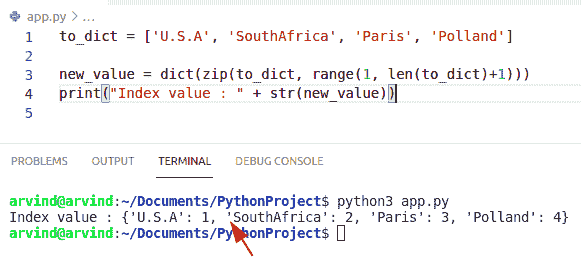 app.py > ...
1 to_dict = ['U.S.A', 'SouthAfrica', 'Paris', 'Polland']
2
3 new_value = dict(zip(to_dict, range(1, len(to_dict)+1)))
4 print("Index value : " + str(new_value))
5
PROBLEMS OUTPUT TERMINAL DEBUG CONSOLE
arvind@arvind:~/Documents/PythonProject$ python3 app.py
Index value : {'U.S.A': 1, 'SouthAfrica': 2, 'Paris': 3, 'Polland': 4}
arvind@arvind:~/Documents/PythonProject$